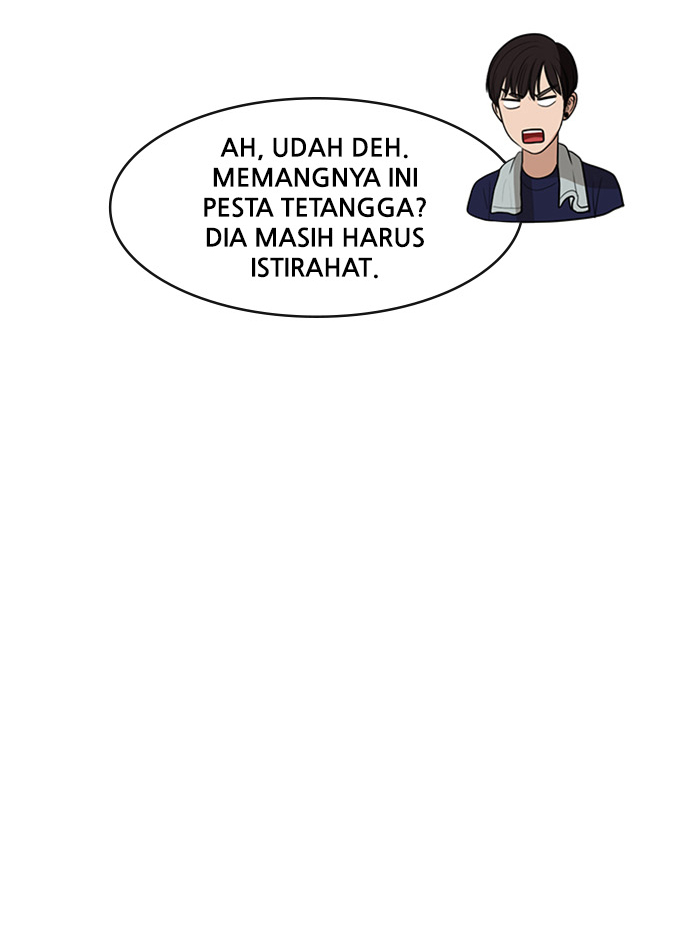 AH, UDAH DEH.
MEMANGNYA INI
PESTA TETANGGA?
DIA MASIH HARUS
ISTIRAHAT.